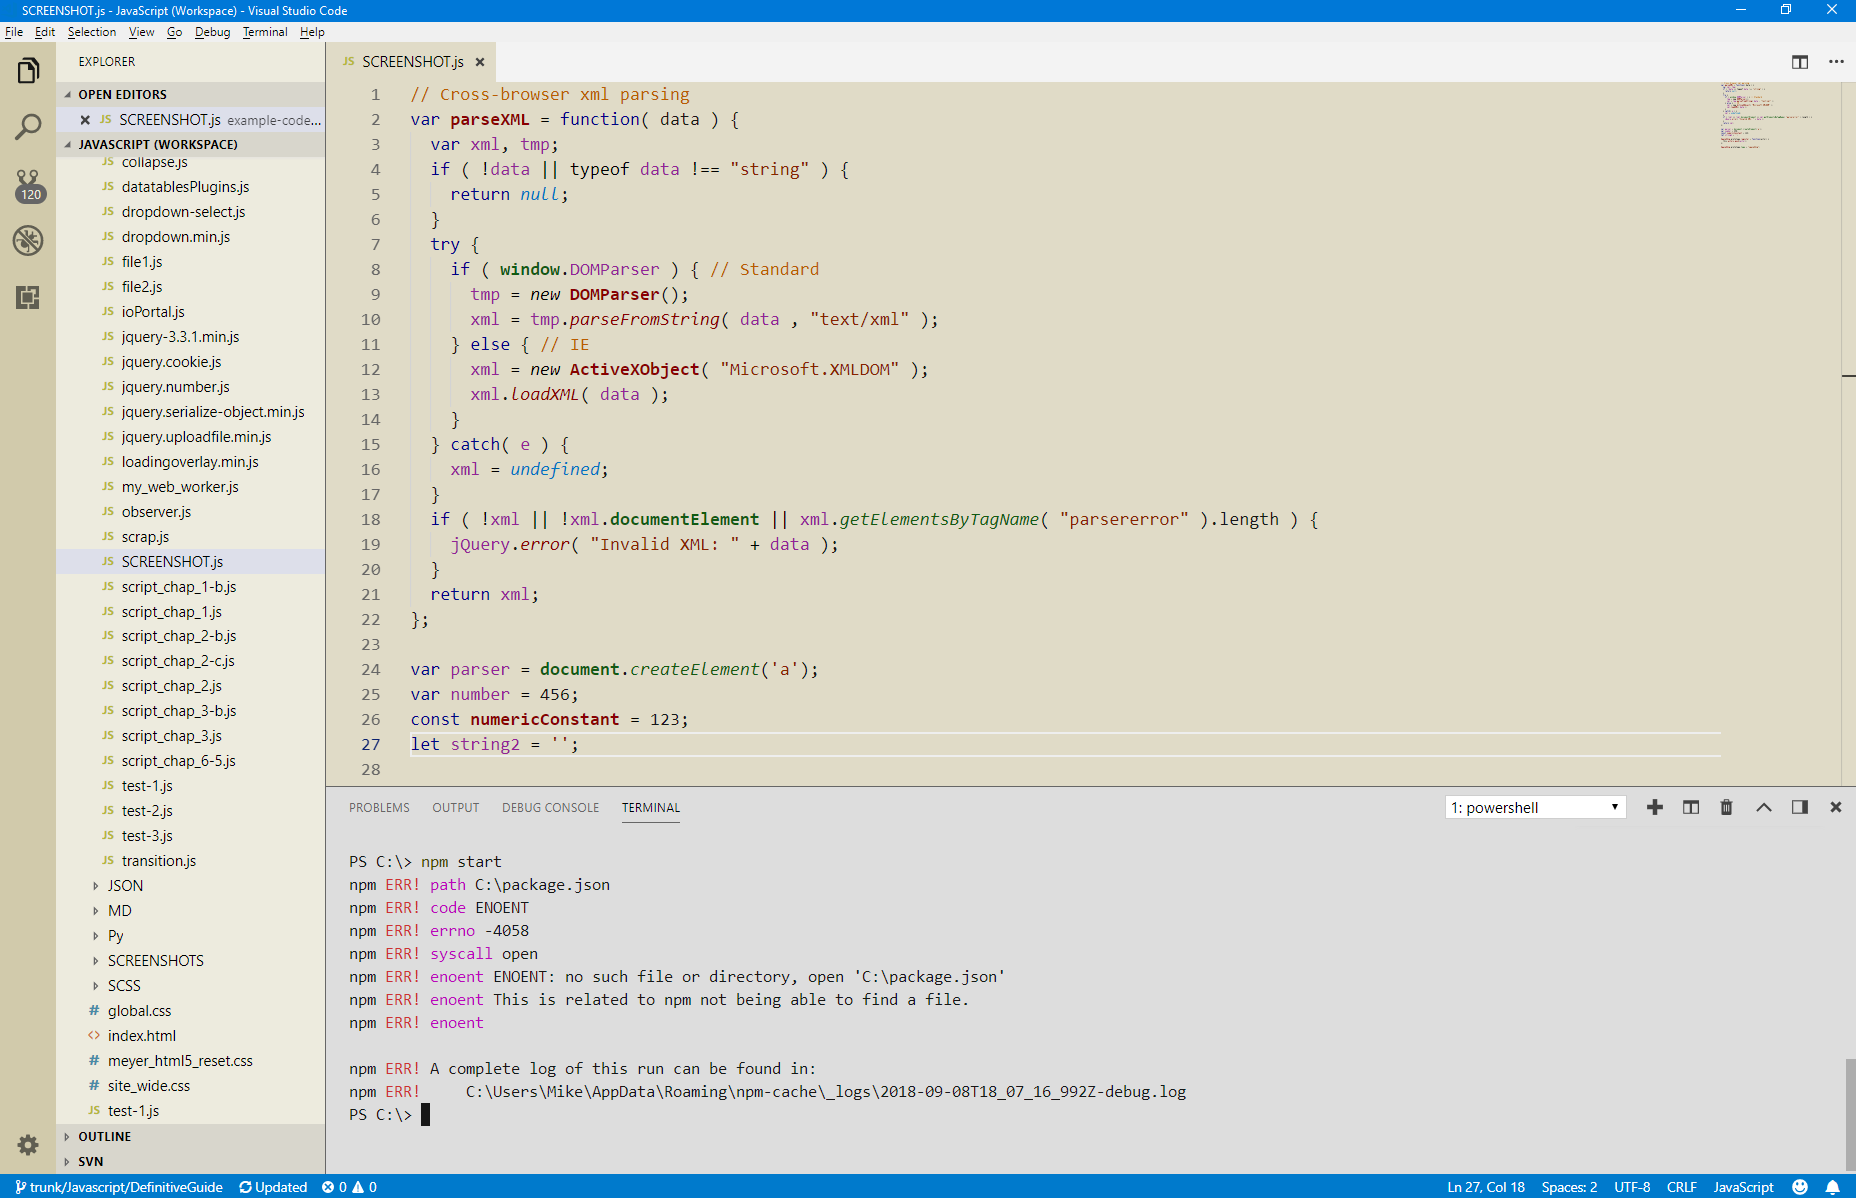 SCREENSHOT.js - JavaScript (Workspace) - Visual Studio Code
File Edit Selection View Go Debug Terminal Help
EXPLORER
OPEN EDITORS
JS SCREENSHOT.js example-code...
JAVASCRIPT (WORKSPACE)
JS collapse.js
JS datatablesPlugins.js
JS dropdown-select.js
JS dropdown.min.js
JS file1.js
JS file2.js
JS ioPortal.js
JS jquery-3.3.1.min.js
JS jquery.cookie.js
JS jquery.number.js
JS jquery.serialize-object.min.js
JS jquery.uploadfile.min.js
JS loadingoverlay.min.js
JS my_web_worker.js
JS observer.js
JS scrap.js
JS SCREENSHOT.js
JS script_chap_1-b.js
JS script_chap_1.js
JS script_chap_2-b.js
JS script_chap_2-c.js
JS script_chap_2.js
JS script_chap_3-b.js
JS script_chap_3.js
JS script_chap_6-5.js
JS test-1.js
JS test-2.js
JS test-3.js
JS transition.js
JSON
MD
Py
SCREENSHOTS
SCSS
# global.css
<> index.html
# meyer_html5_reset.css
# site_wide.css
JS test-1.js
OUTLINE
SVN
120
JS SCREENSHOT.js
1 // Cross-browser xml parsing
2 var parseXML = function( data ) {
3   var xml, tmp;
4   if ( !data || typeof data !== "string" ) {
5     return null;
6   }
7   try {
8     if ( window.DOMParser ) { // Standard
9       tmp = new DOMParser();
10       xml = tmp.parseFromString( data , "text/xml" );
11     } else { // IE
12       xml = new ActiveXObject( "Microsoft.XMLDOM" );
13       xml.loadXML( data );
14     }
15   } catch( e ) {
16     xml = undefined;
17   }
18   if ( !xml || !xml.documentElement || xml.getElementsByTagName( "parsererror" ).length ) {
19     jQuery.error( "Invalid XML: " + data );
20   }
21   return xml;
22 };
23
24 var parser = document.createElement('a');
25 var number = 456;
26 const numericConstant = 123;
27 let string2 = '';
28
PROBLEMS OUTPUT DEBUG CONSOLE TERMINAL 1: powershell
PS C:\> npm start
npm ERR! path C:\package.json
npm ERR! code ENOENT
npm ERR! errno -4058
npm ERR! syscall open
npm ERR! enoent ENOENT: no such file or directory, open 'C:\package.json'
npm ERR! enoent This is related to npm not being able to find a file.
npm ERR! enoent
npm ERR! A complete log of this run can be found in:
npm ERR!     C:\Users\Mike\AppData\Roaming\npm-cache\_logs\2018-09-08T18_07_16_992Z-debug.log
PS C:\>
trunk/Javascript/DefinitiveGuide Updated 0 0 Ln 27, Col 18 Spaces: 2 UTF-8 CRLF JavaScript